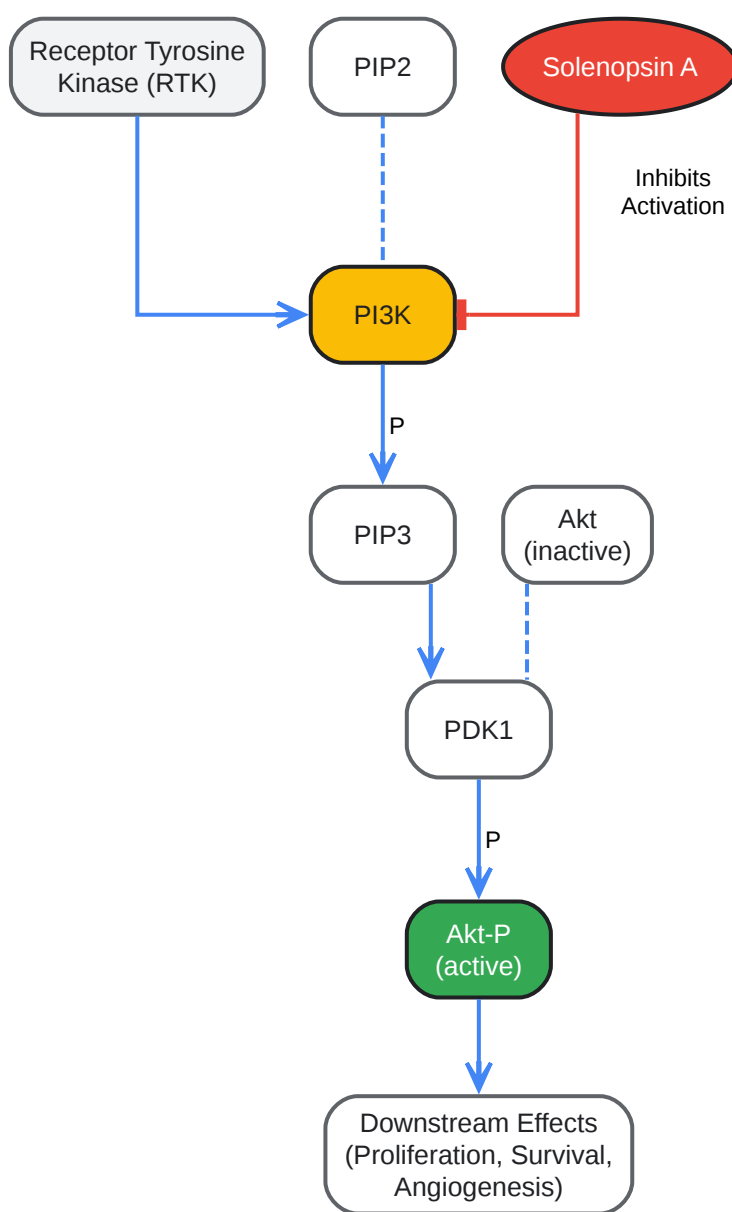 Receptor Tyrosine
Kinase (RTK)
PIP2
Solenopsin A
Inhibits
Activation
PI3K
P
PIP3
Akt
(inactive)
PDK1
P
Akt-P
(active)
Downstream Effects
(Proliferation, Survival,
Angiogenesis)